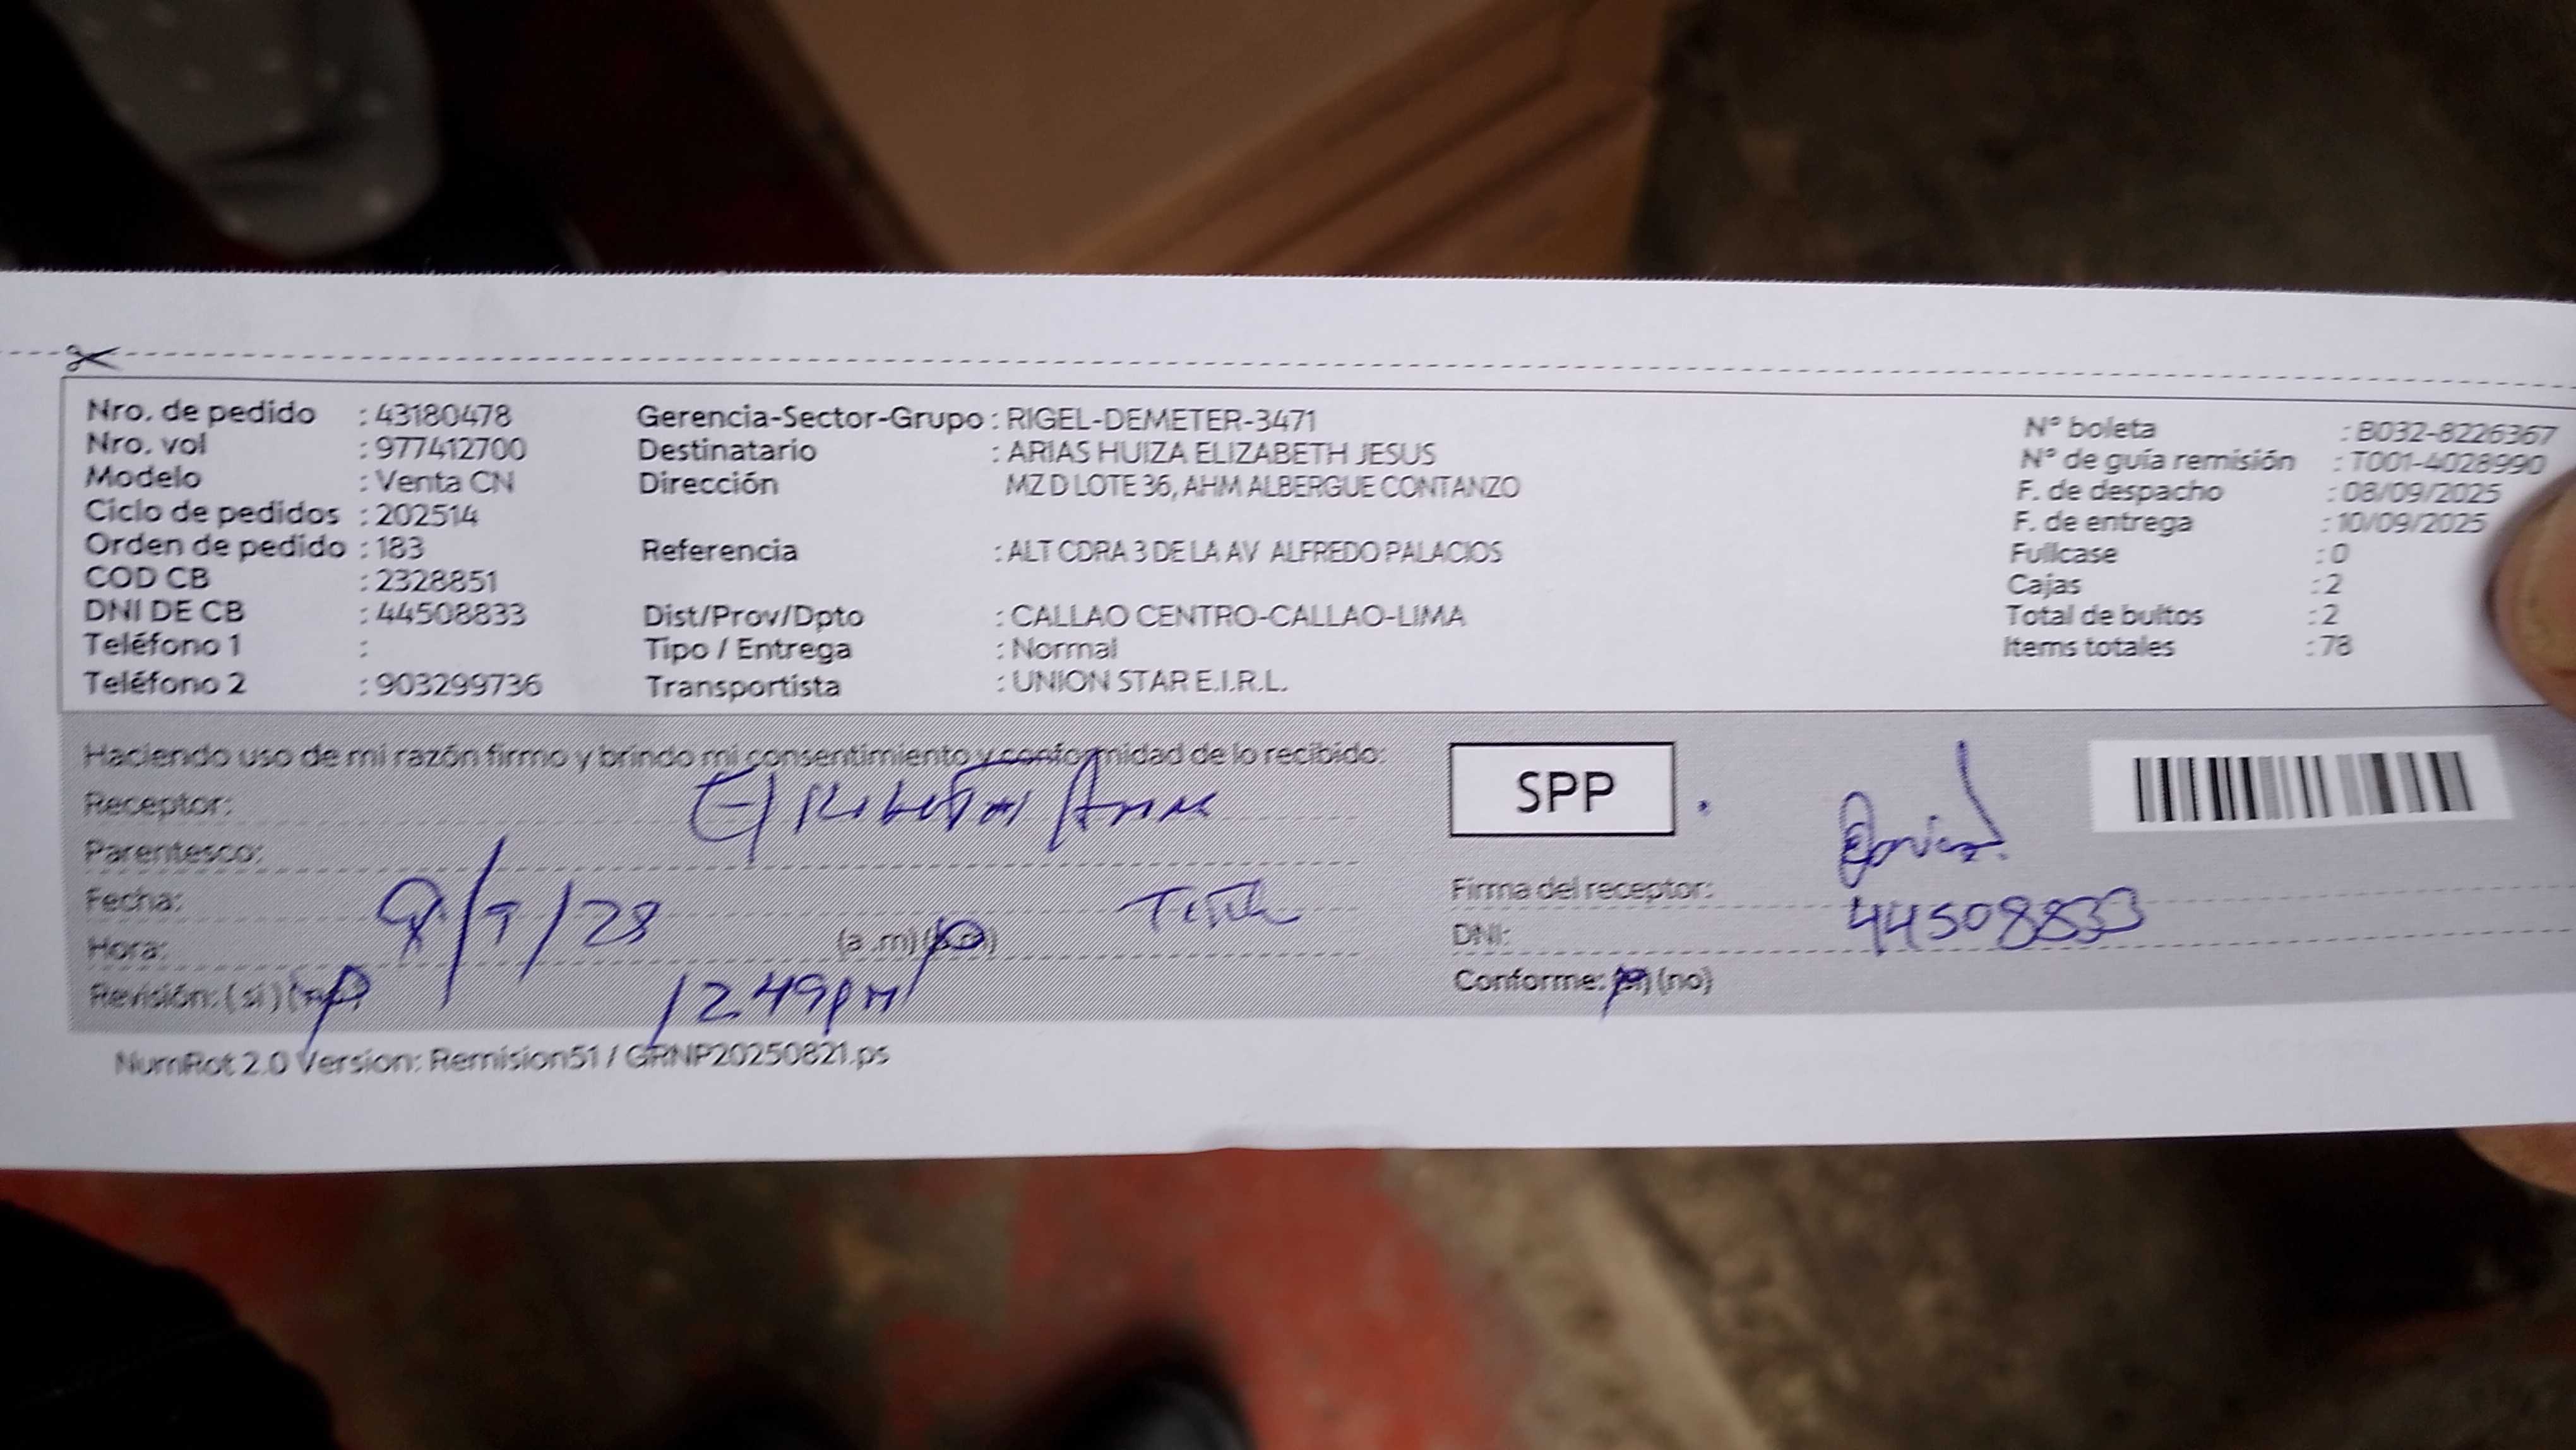 Nro. de pedido : 43180478
Nro. vol : 977412700
Modelo : Venta CN
Ciclo de pedidos : 202514
Orden de pedido : 183
COD CB : 2328851
DNI DE CB : 44508833
Teléfono 1 :
Teléfono 2 : 903299736
Gerencia-Sector-Grupo : RIGEL-DEMETER-3471
Destinatario : ARIAS HUIZA ELIZABETH JESUS
Dirección MZ D LOTE 36, AHM ALBERGUE CONTANZO
Referencia : ALT CDRA 3 DE LA AV ALFREDO PALACIOS
Dist/Prov/Dpto : CALLAO CENTRO-CALLAO-LIMA
Tipo / Entrega : Normal
Transportista : UNION STAR E.I.R.L.
N° boleta : B032-8226367
N° de guía remisión : T001-4028990
F. de despacho : 08/09/2025
F. de entrega : 10/09/2025
Fullcase : 0
Cajas : 2
Total de bultos : 2
Items totales : 78
Haciendo uso de mi razón firmo y brindo mi consentimiento y conformidad de lo recibido:
Receptor:
Parentesco:
Fecha:
Hora: (a.m) (p.m)
1249 PM
Revisión: (si) (no)
SPP
Firma del receptor:
DNI: 44508833
Conforme: (si) (no)
NumRot 2.0 Version: Remision51 / GRNP20250821.ps